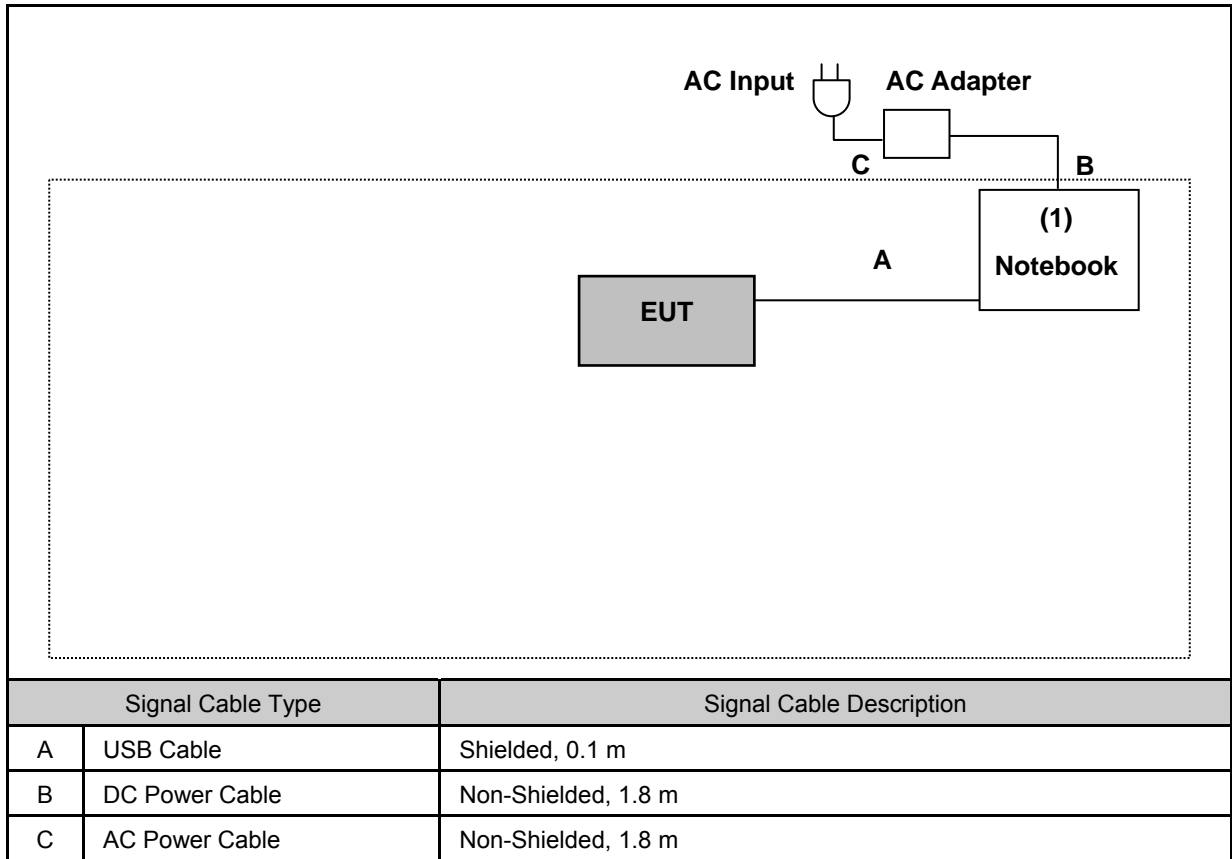 AC Input AC Adapter
C B
(1)
Notebook
A
EUT
Signal Cable Type Signal Cable Description
A USB Cable Shielded, 0.1 m
B DC Power Cable Non-Shielded, 1.8 m
C AC Power Cable Non-Shielded, 1.8 m